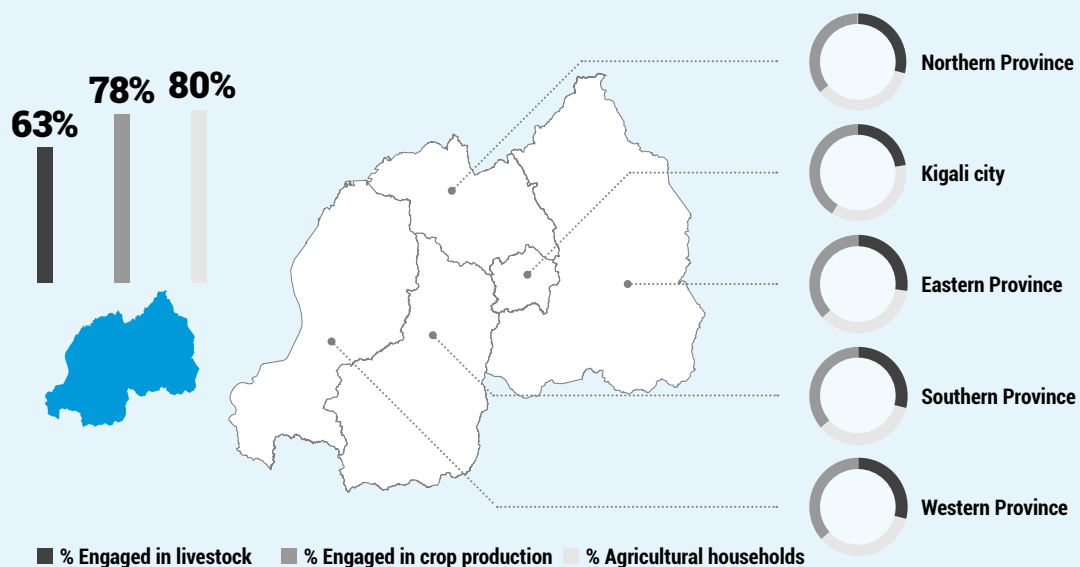 63%
78%
80%
Northern Province
Kigali city
Eastern Province
Southern Province
Western Province
% Engaged in livestock
% Engaged in crop production
% Agricultural households